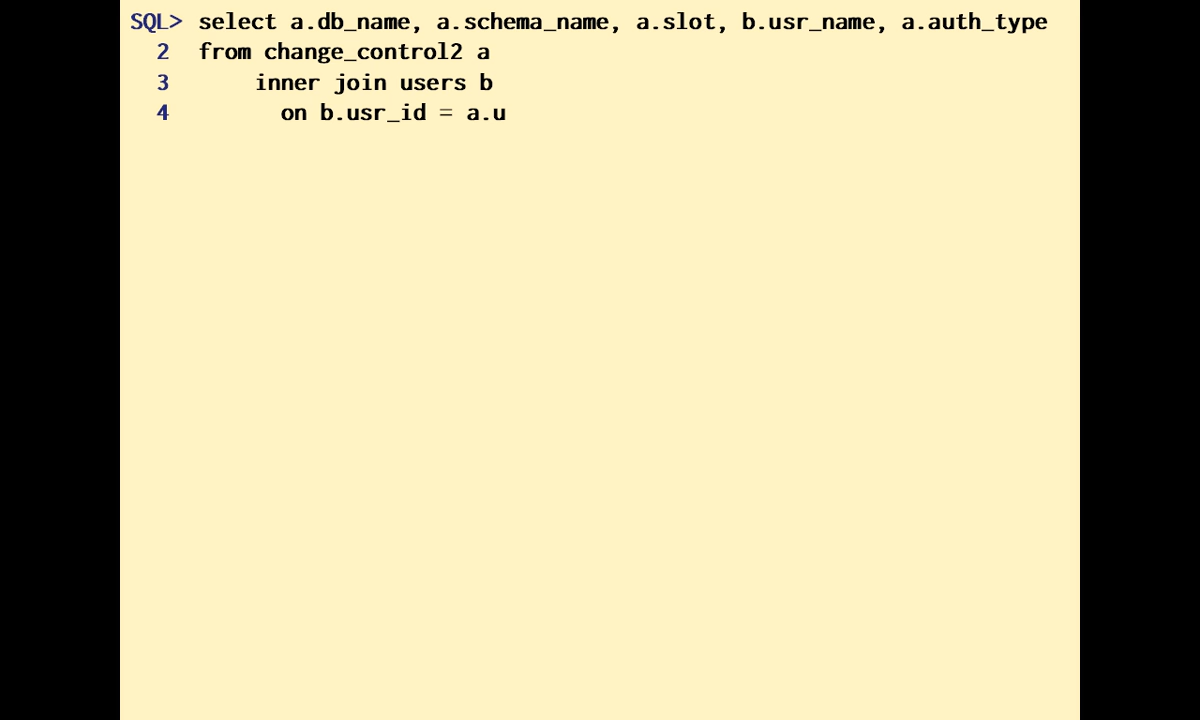 SQL> select a.db_name, a.schema_name, a.slot, b.usr_name, a.auth_type
2 from change_control2 a
3 inner join users b
4 on b.usr_id = a.u